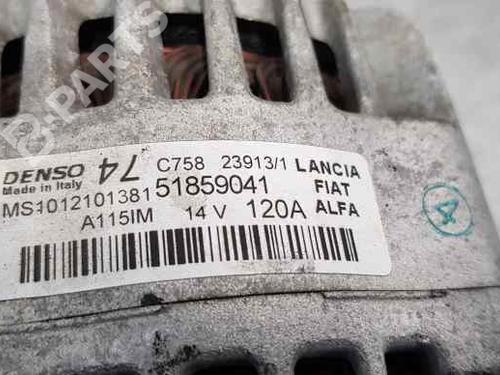 B-PARTS
DENSO 74 C758 23913/1 LANCIA
Made in Italy
MS1012101381 51859041 FIAT
A115IM 14 V 120A ALFA
4